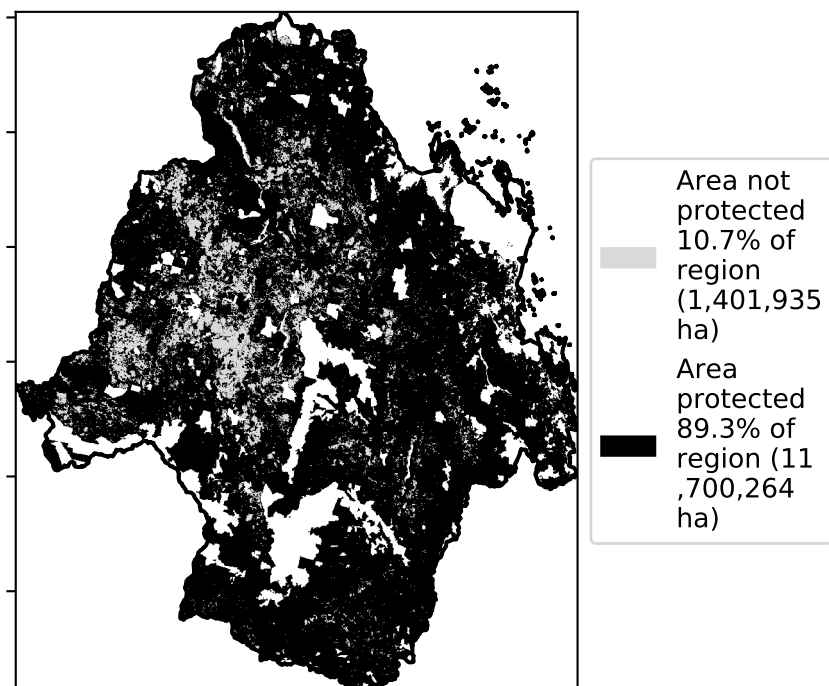 Area not
protected
10.7% of
region
(1,401,935
ha)
Area
protected
89.3% of
region (11
,700,264
ha)